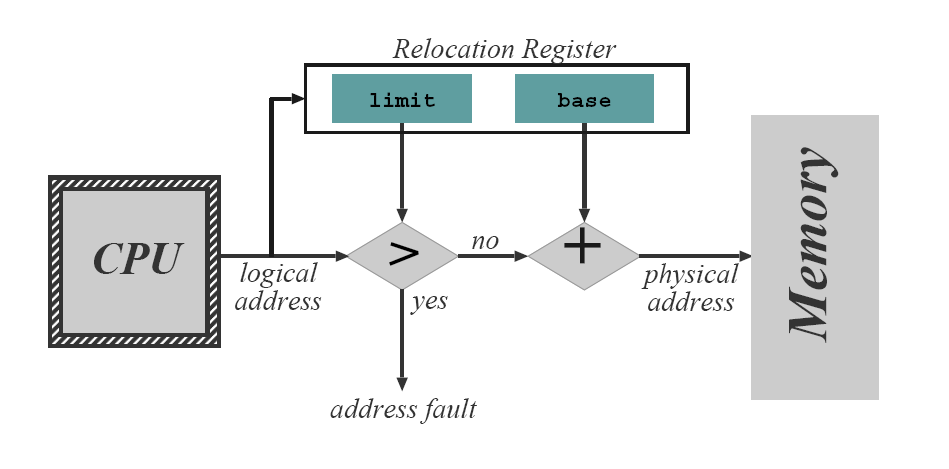 Relocation Register
limit
base
CPU
logical
address
>
no
+
physical
address
Memory
yes
address fault